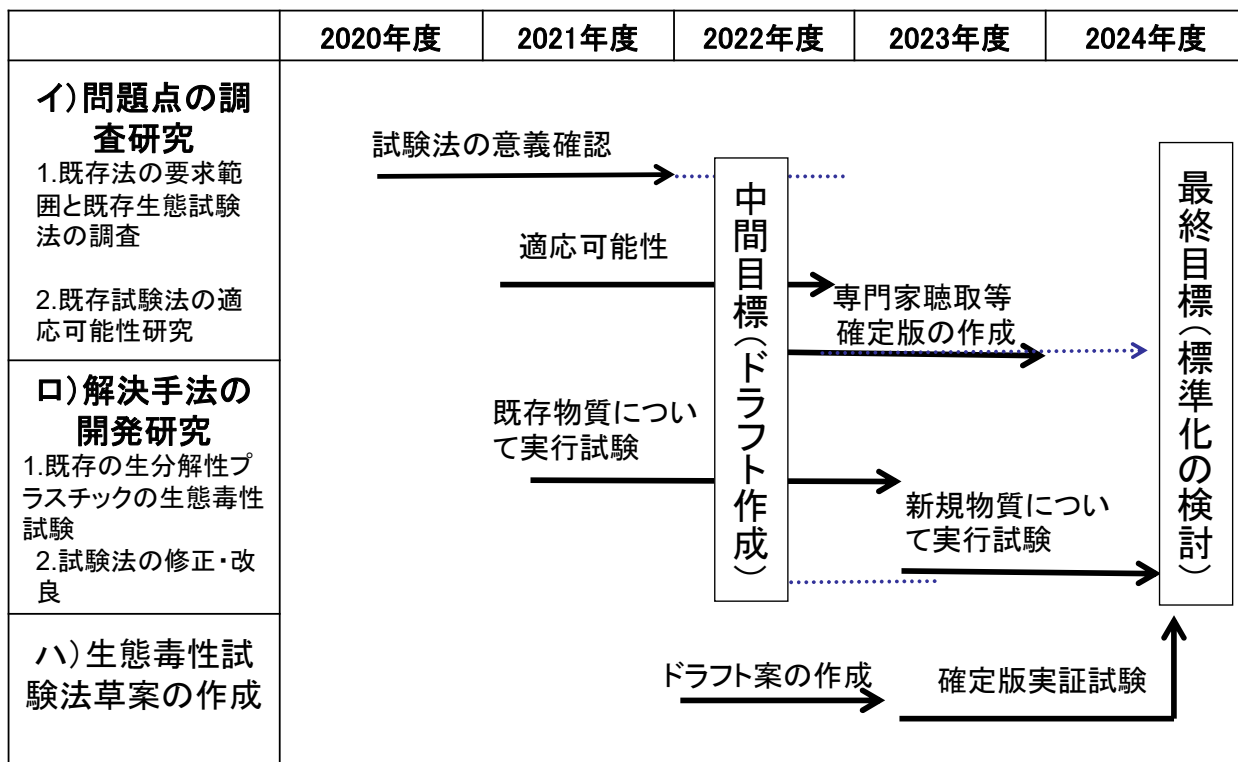 2020年度 2021年度 2022年度 2023年度 2024年度
イ)問題点の調
査研究
1.既存法の要求範
囲と既存生態試験
法の調査
2.既存試験法の適
応可能性研究
試験法の意義確認
適応可能性
専門家聴取等
確定版の作成
中間目標(ドラフト作成)
最終目標(標準化の検討)
ロ)解決手法の
開発研究
1.既存の生分解性プ
ラスチックの生態毒性
試験
2.試験法の修正・改
良
既存物質につい
て実行試験
新規物質につい
て実行試験
ハ)生態毒性試
験法草案の作成
ドラフト案の作成
確定版実証試験